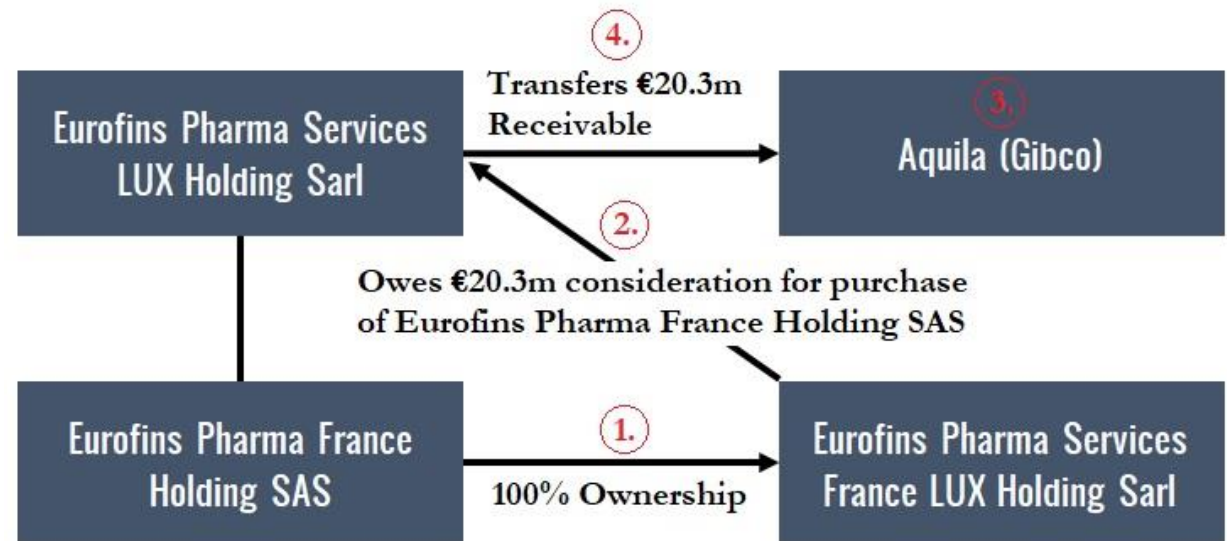 4.
Transfers €20.3m
Receivable
Eurofins Pharma Services
LUX Holding Sarl
3.
Aquila (Gibco)
2.
Owes €20.3m consideration for purchase
of Eurofins Pharma France Holding SAS
Eurofins Pharma France
Holding SAS
1.
100% Ownership
Eurofins Pharma Services
France LUX Holding Sarl